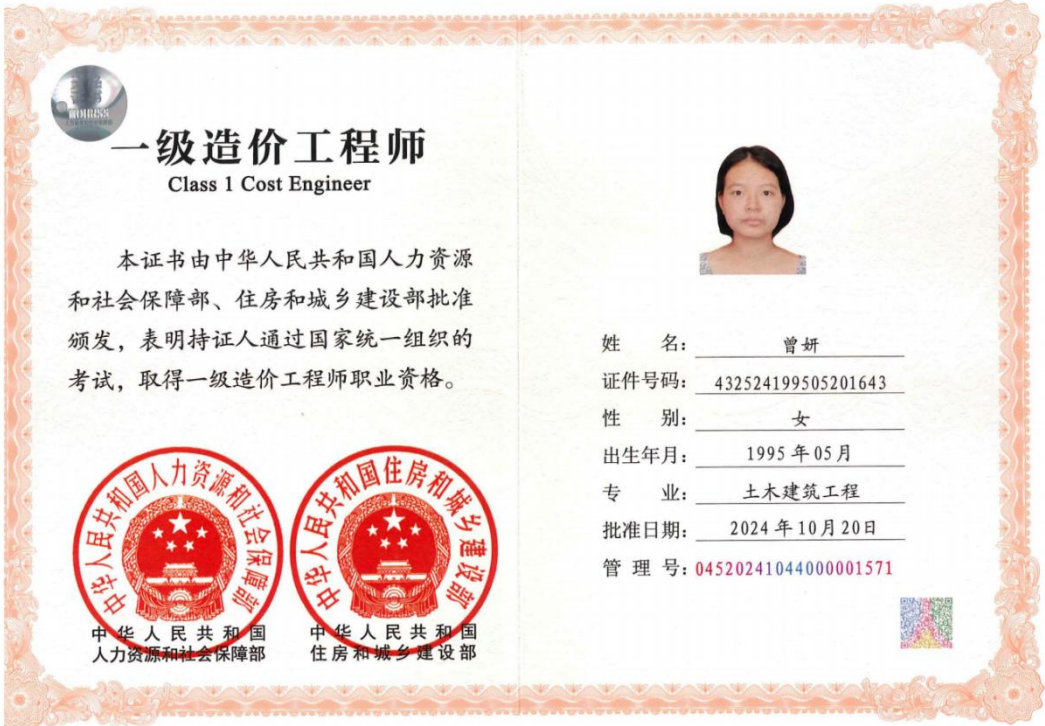 一级造价工程师
Class 1 Cost Engineer
本证书由中华人民共和国人力资源
和社会保障部、住房和城乡建设部批准
颁发，表明持证人通过国家统一组织的
考试，取得一级造价工程师职业资格。
中华人民共和国人力资源和社会保障部
中华人民共和国住房和城乡建设部
中华人民共和国
人力资源和社会保障部
中华人民共和国
住房和城乡建设部
姓 名： 曾妍
证件号码： 432524199505201643
性 别： 女
出生年月： 1995年05月
专 业： 土木建筑工程
批准日期： 2024年10月20日
管 理 号： 04520241044000001571